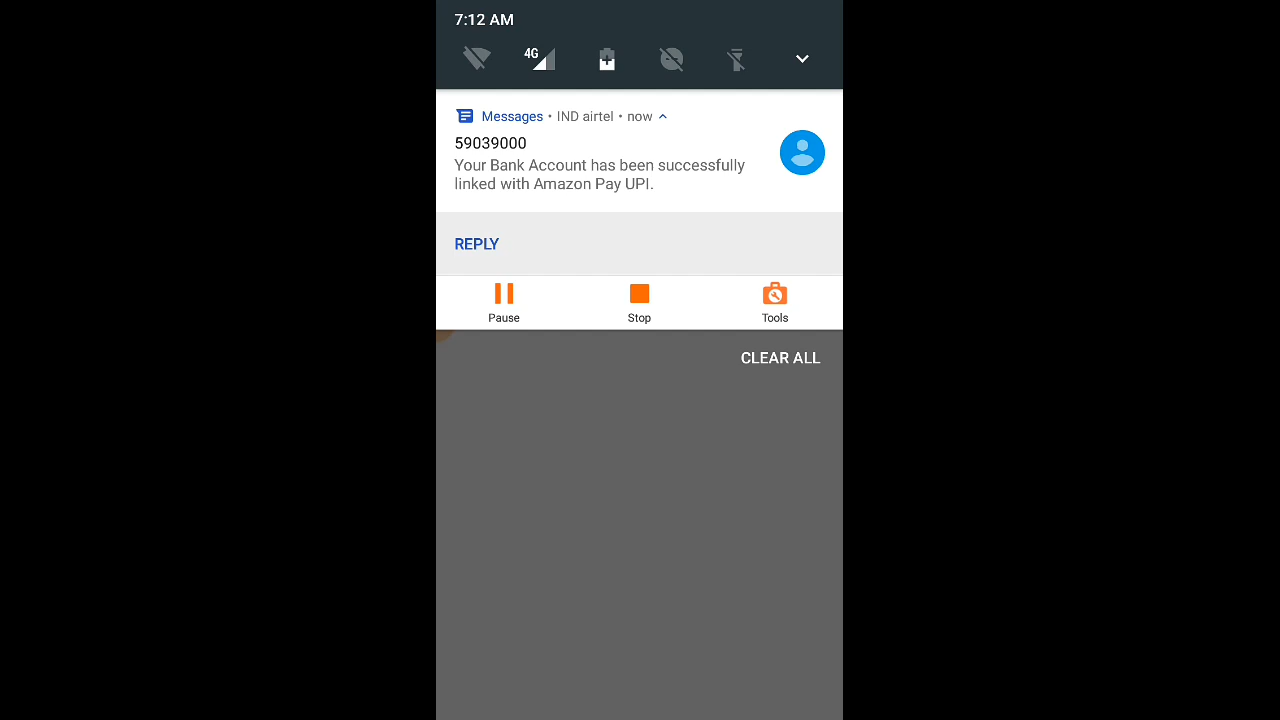 7:12 AM
4G
Messages • IND airtel • now
59039000
Your Bank Account has been successfully
linked with Amazon Pay UPI.
REPLY
Pause Stop Tools
CLEAR ALL